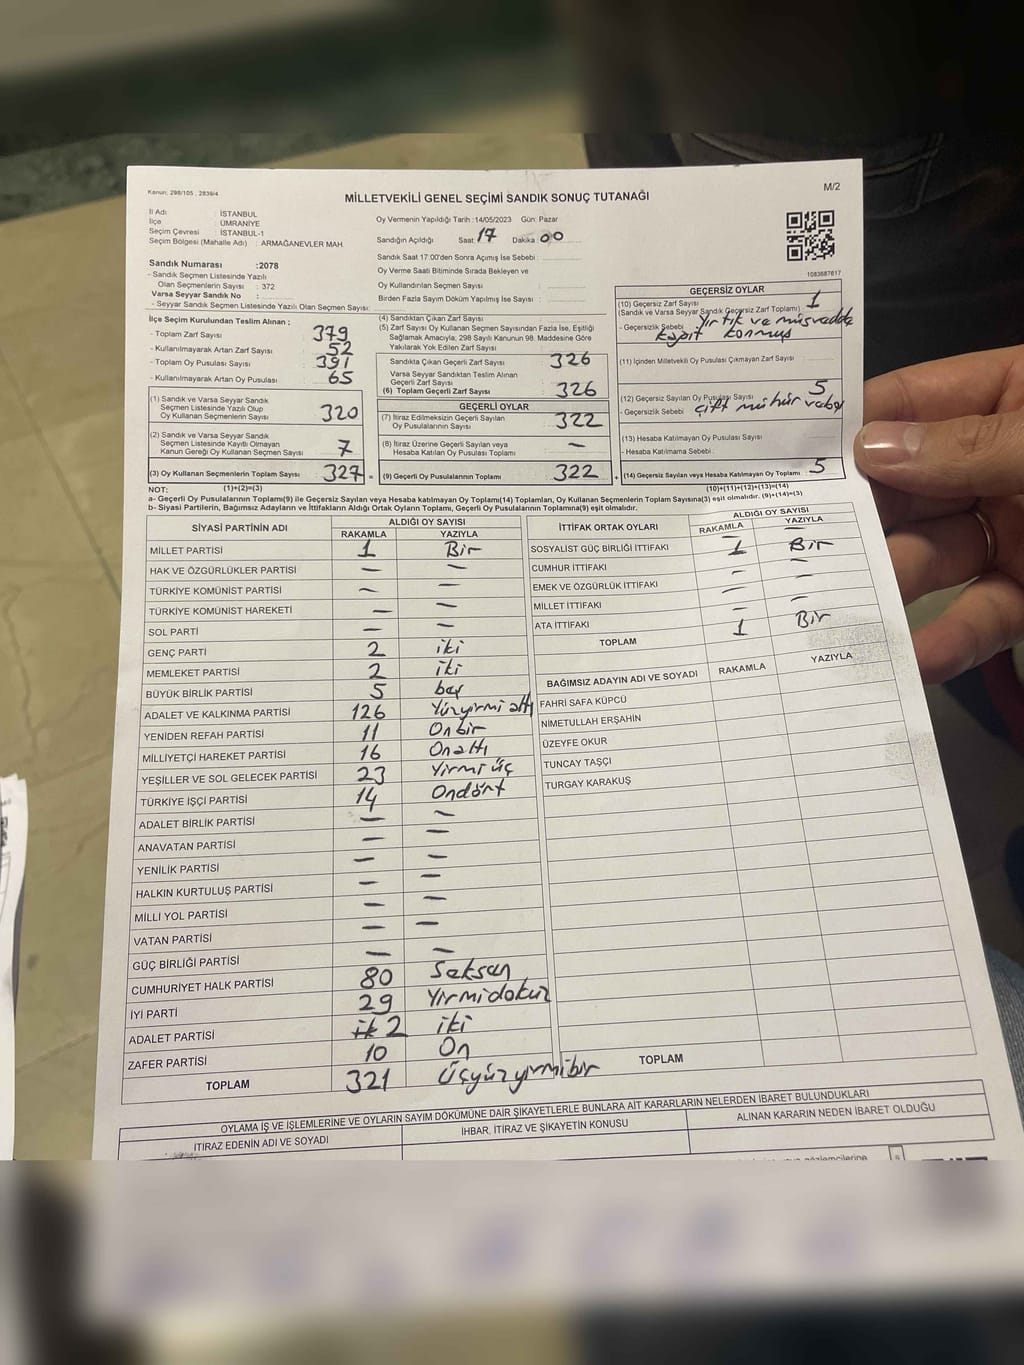 Kanun: 298/105 , 2839/4
M/2
MİLLETVEKİLİ GENEL SEÇİMİ SANDIK SONUÇ TUTANAĞI
İl Adı : İSTANBUL
İlçe : ÜMRANİYE
Seçim Çevresi : İSTANBUL-1
Seçim Bölgesi (Mahalle Adı) : ARMAĞANEVLER MAH.
Sandık Numarası :2078
- Sandık Seçmen Listesinde Yazılı
Olan Seçmenlerin Sayısı : 372
Varsa Seyyar Sandık No :
- Seyyar Sandık Seçmen Listesinde Yazılı Olan Seçmen Sayısı:
Oy Vermenin Yapıldığı Tarih :14/05/2023 Gün: Pazar
Sandığın Açıldığı Saat: 17 Dakika: 00
Sandık Saat 17:00'den Sonra Açımış İse Sebebi :
Oy Verme Saati Bitiminde Sırada Bekleyen ve
Oy Kullandırılan Seçmen Sayısı :
Birden Fazla Sayım Döküm Yapılmış İse Sayısı :
1083687617
İlçe Seçim Kurulundan Teslim Alınan :
- Toplam Zarf Sayısı 379
- Kullanılmayarak Artan Zarf Sayısı 52
- Toplam Oy Pusulası Sayısı 391
- Kullanılmayarak Artan Oy Pusulası 65
(1) Sandık ve Varsa Seyyar Sandık
Seçmen Listesinde Yazılı Olup
Oy Kullanan Seçmenlerin Sayısı 320
(2) Sandık ve Varsa Seyyar Sandık
Seçmen Listesinde Kayıtlı Olmayan
Kanun Gereği Oy Kullanan Seçmen Sayısı 7
(3) Oy Kullanan Seçmenlerin Toplam Sayısı 327 =
(4) Sandıktan Çıkan Zarf Sayısı
(5) Zarf Sayısı Oy Kullanan Seçmen Sayısından Fazla İse, Eşitliği
Sağlamak Amacıyla; 298 Sayılı Kanunun 98. Maddesine Göre
Yakılarak Yok Edilen Zarf Sayısı
Sandıkta Çıkan Geçerli Zarf Sayısı 326
Varsa Seyyar Sandıktan Teslim Alınan
Geçerli Zarf Sayısı
(6) Toplam Geçerli Zarf Sayısı 326
GEÇERLİ OYLAR
(7) İtiraz Edilmeksizin Geçerli Sayılan
Oy Pusulalarının Toplamı 322
(8) İtiraz Üzerine Geçerli Sayılan veya
Hesaba Katılan Oy Pusulası Toplamı –
(9) Geçerli Oy Pusulalarının Toplamı 322 +
GEÇERSİZ OYLAR
(10) Geçersiz Zarf Sayısı 1
(Sandık ve Varsa Seyyar Sandık Geçersiz Zarf Toplamı)
- Geçersizlik Sebebi Yırtık ve müsvedde
kağıt konmuş
(11) İçinden Milletvekili Oy Pusulası Çıkmayan Zarf Sayısı
(12) Geçersiz Sayılan Oy Pusulası Sayısı 5
- Geçersizlik Sebebi çift mühür
(13) Hesaba Katılmayan Oy Pusulası Sayısı
- Hesaba Katılmama Sebebi
(14) Geçersiz Sayılan veya Hesaba Katılmayan Oy Toplamı 5
NOT: (1)+(2)=(3) (10)+(11)+(12)+(13)=(14)
a- Geçerli Oy Pusulalarının Toplamı(9) ile Geçersiz Sayılan veya Hesaba katılmayan Oy Toplam(14) Toplamları, Oy Kullanan Seçmenlerin Toplam Sayısına(3) eşit olmalıdır. (9)+(14)=(3)
b- Siyasi Partilerin, Bağımsız Adayların ve İttifakların Aldığı Ortak Oyların Toplamı, Geçerli Oy Pusulalarının Toplamına(9) eşit olmalıdır.
SİYASİ PARTİNİN ADI ALDIĞI OY SAYISI
RAKAMLA YAZIYLA
MİLLET PARTİSİ 1 Bir
HAK VE ÖZGÜRLÜKLER PARTİSİ – –
TÜRKİYE KOMÜNİST PARTİSİ – –
TÜRKİYE KOMÜNİST HAREKETİ – –
SOL PARTİ – –
GENÇ PARTİ 2 iki
MEMLEKET PARTİSİ 2 iki
BÜYÜK BİRLİK PARTİSİ 5 beş
ADALET VE KALKINMA PARTİSİ 126 Yüzyirmi altı
YENİDEN REFAH PARTİSİ 11 Onbir
MİLLİYETÇİ HAREKET PARTİSİ 16 Onaltı
YEŞİLLER VE SOL GELECEK PARTİSİ 23 Yirmi üç
TÜRKİYE İŞÇİ PARTİSİ 14 Ondört
ADALET BİRLİK PARTİSİ – –
ANAVATAN PARTİSİ – –
YENİLİK PARTİSİ – –
HALKIN KURTULUŞ PARTİSİ – –
MİLLİ YOL PARTİSİ – –
VATAN PARTİSİ – –
GÜÇ BİRLİĞİ PARTİSİ – –
CUMHURİYET HALK PARTİSİ 80 Seksen
İYİ PARTİ 29 Yirmidokuz
ADALET PARTİSİ 2 iki
ZAFER PARTİSİ 10 On
TOPLAM 321 Üçyüzyirmibir
İTTİFAK ORTAK OYLARI ALDIĞI OY SAYISI
RAKAMLA YAZIYLA
SOSYALİST GÜÇ BİRLİĞİ İTTİFAKI 1 Bir
CUMHUR İTTİFAKI – –
EMEK VE ÖZGÜRLÜK İTTİFAKI – –
MİLLET İTTİFAKI – –
ATA İTTİFAKI
TOPLAM 1 Bir
BAĞIMSIZ ADAYIN ADI VE SOYADI RAKAMLA YAZIYLA
FAHRİ SAFA KÜPCÜ
NİMETULLAH ERŞAHİN
ÜZEYFE OKUR
TUNCAY TAŞÇI
TURGAY KARAKUŞ
TOPLAM
OYLAMA İŞ VE İŞLEMLERİNE VE OYLARIN SAYIM DÖKÜMÜNE DAİR ŞİKAYETLERLE BUNLARA AİT KARARLARIN NELERDEN İBARET BULUNDUKLARI
İTİRAZ EDENİN ADI VE SOYADI İHBAR, İTİRAZ VE ŞİKAYETİN KONUSU ALINAN KARARIN NEDEN İBARET OLDUĞU